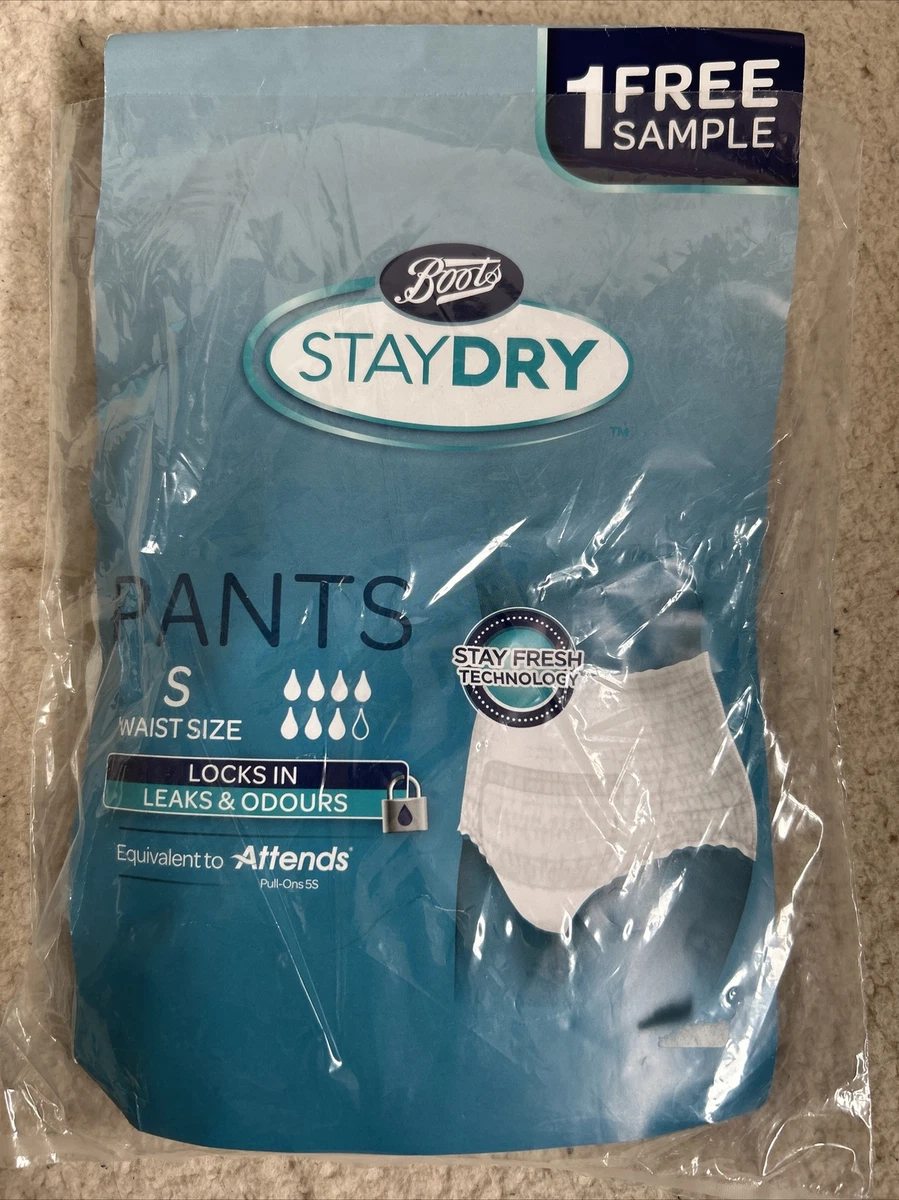 1 FREE
SAMPLE
Boots
STAYDRY
™
PANTS
S
WAIST SIZE
STAY FRESH
TECHNOLOGY
LOCKS IN
LEAKS & ODOURS
Equivalent to Attends®
Pull-Ons 5S